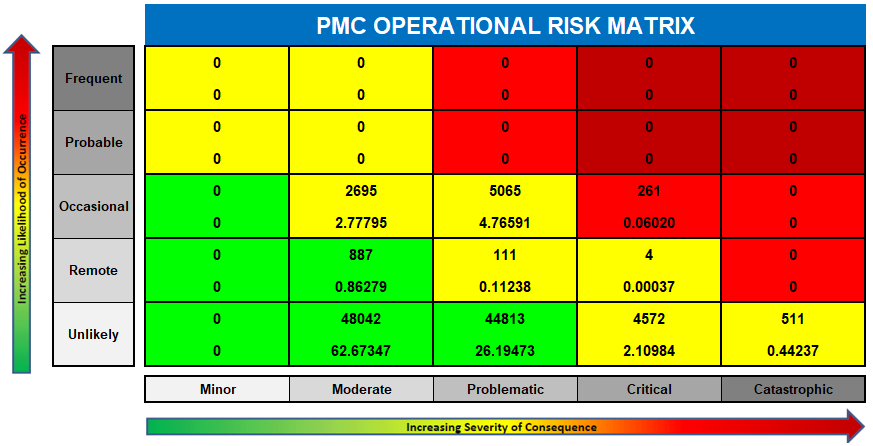 PMC OPERATIONAL RISK MATRIX
Increasing Likelihood of Occurrence
Frequent
0 0 0 0 0
0 0 0 0 0
Probable
0 0 0 0 0
0 0 0 0 0
Occasional
0 2695 5065 261 0
0 2.77795 4.76591 0.06020 0
Remote
0 887 111 4 0
0 0.86279 0.11238 0.00037 0
Unlikely
0 48042 44813 4572 511
0 62.67347 26.19473 2.10984 0.44237
Minor Moderate Problematic Critical Catastrophic
Increasing Severity of Consequence